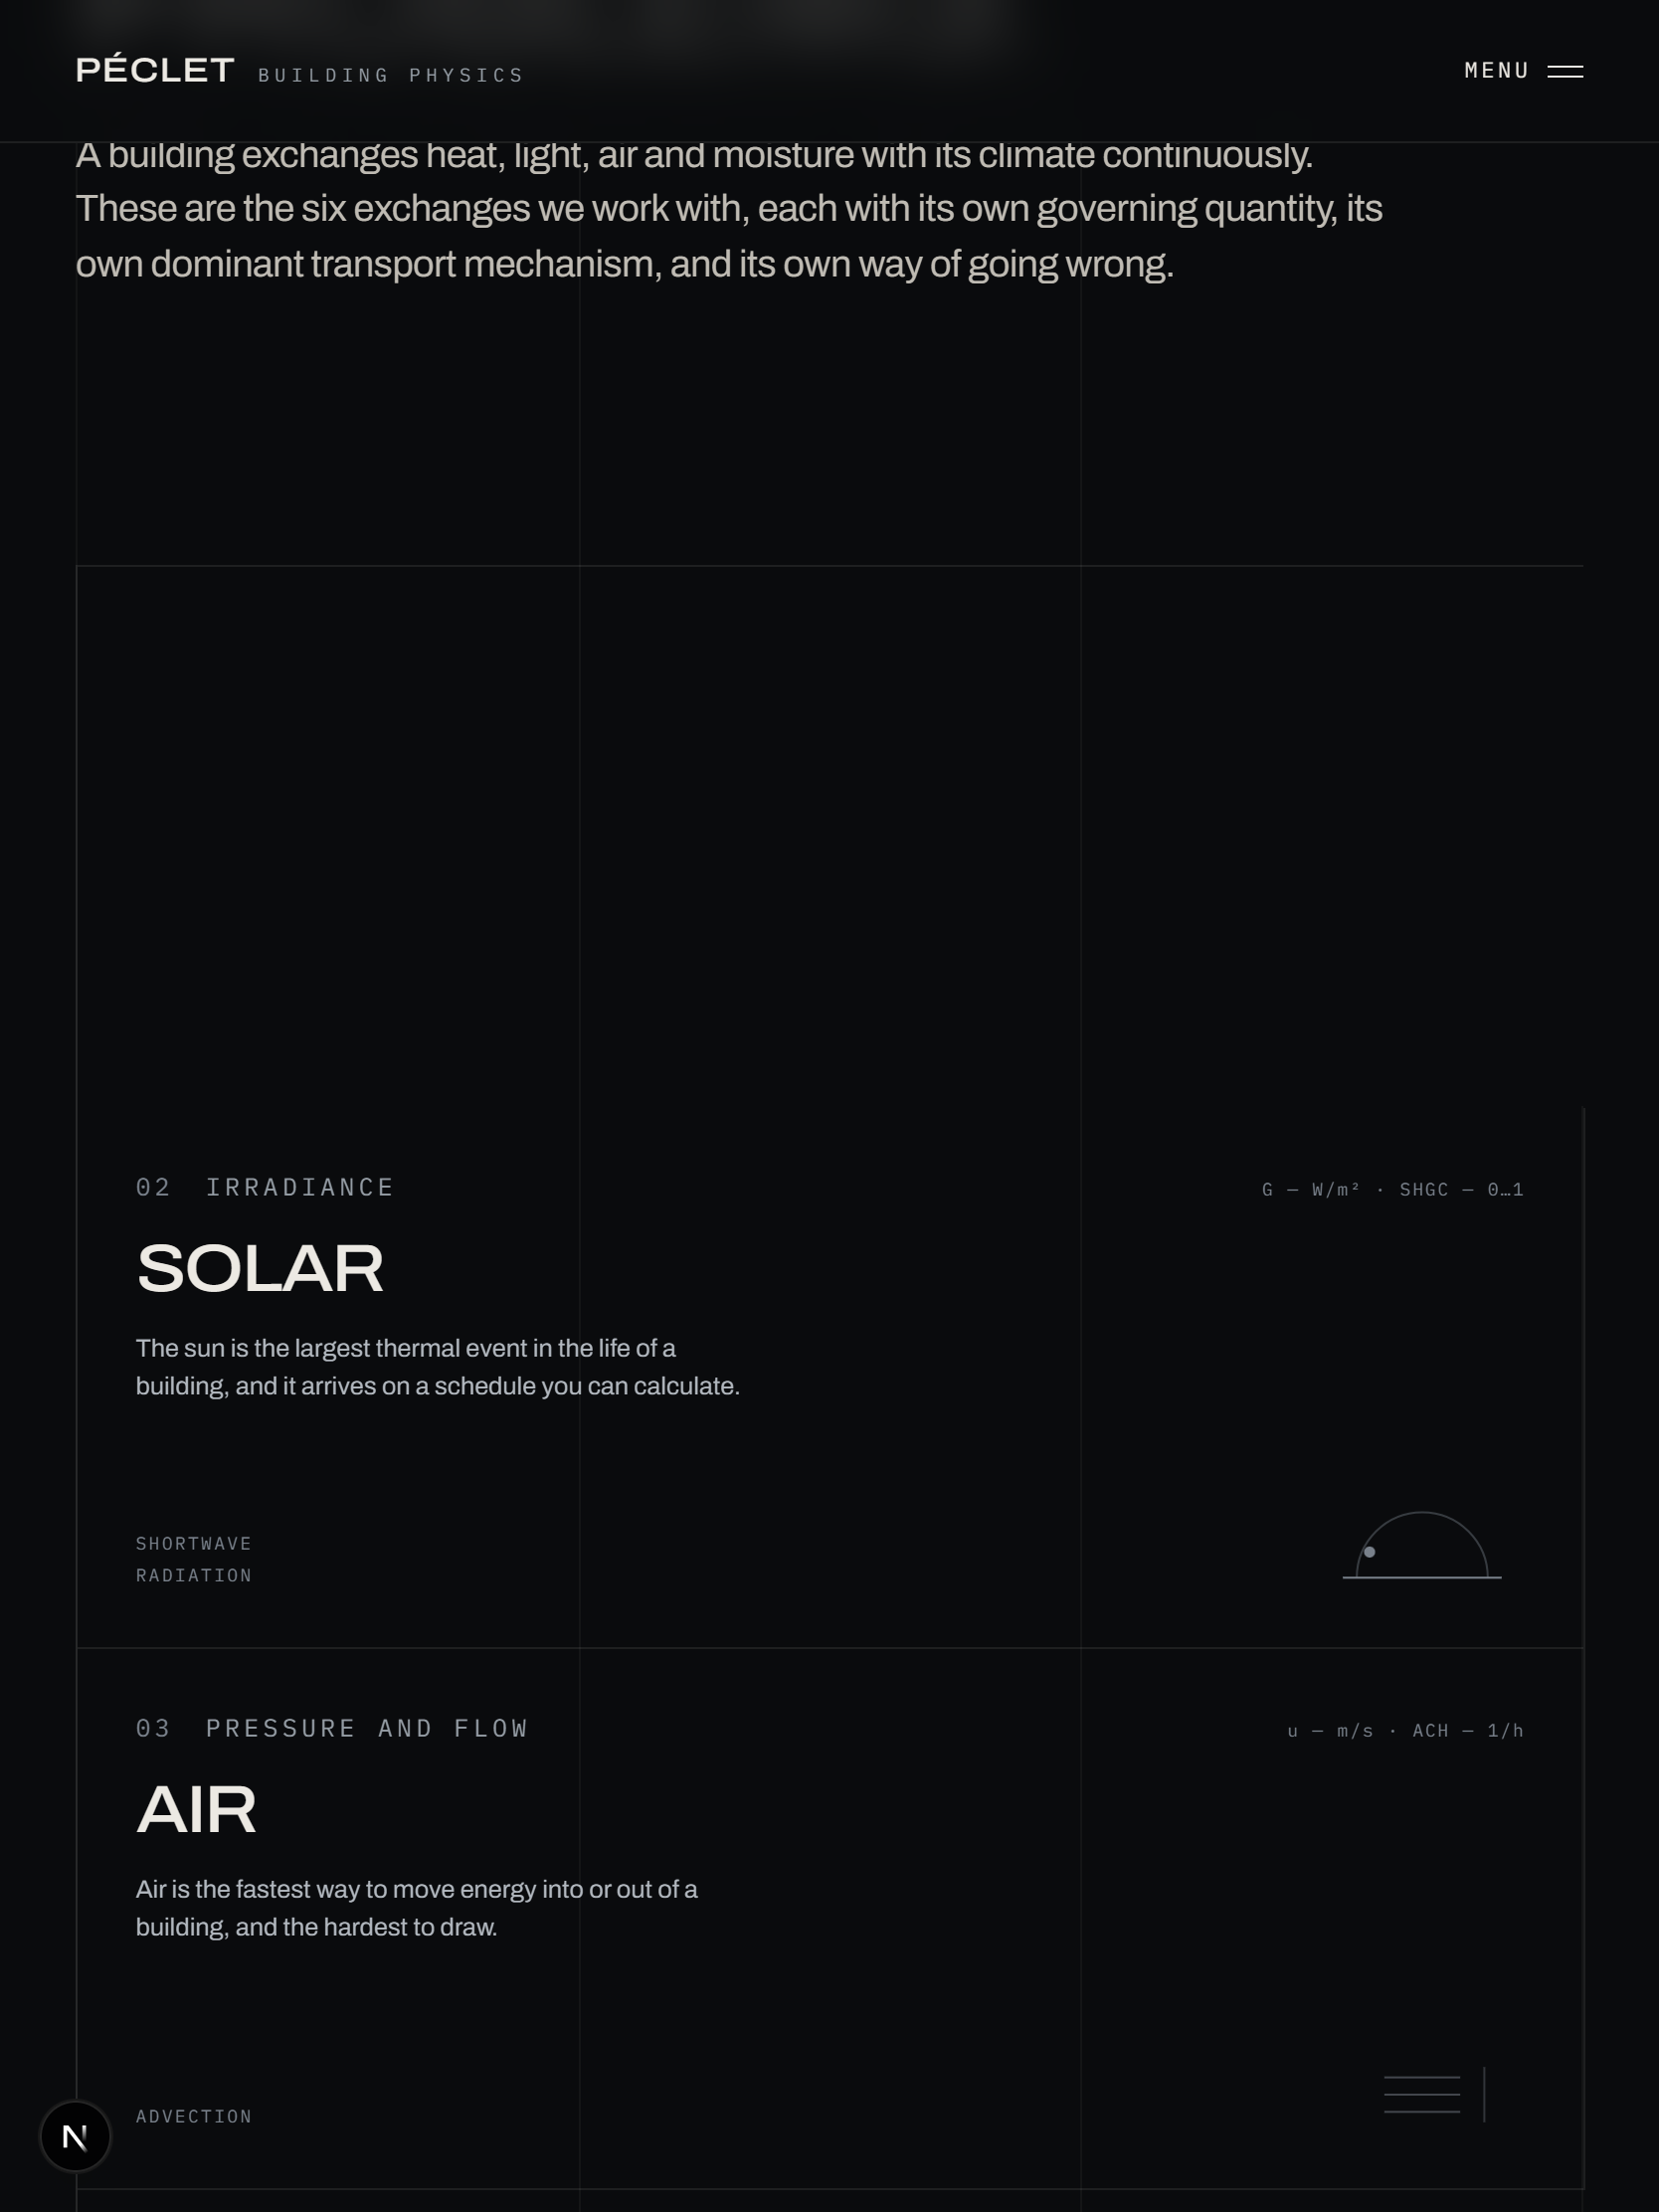 PÉCLET BUILDING PHYSICS
MENU
A building exchanges heat, light, air and moisture with its climate continuously.
These are the six exchanges we work with, each with its own governing quantity, its
own dominant transport mechanism, and its own way of going wrong.
02 IRRADIANCE
G — W/m² · SHGC — 0…1
SOLAR
The sun is the largest thermal event in the life of a
building, and it arrives on a schedule you can calculate.
SHORTWAVE
RADIATION
03 PRESSURE AND FLOW
u — m/s · ACH — 1/h
AIR
Air is the fastest way to move energy into or out of a
building, and the hardest to draw.
ADVECTION
N